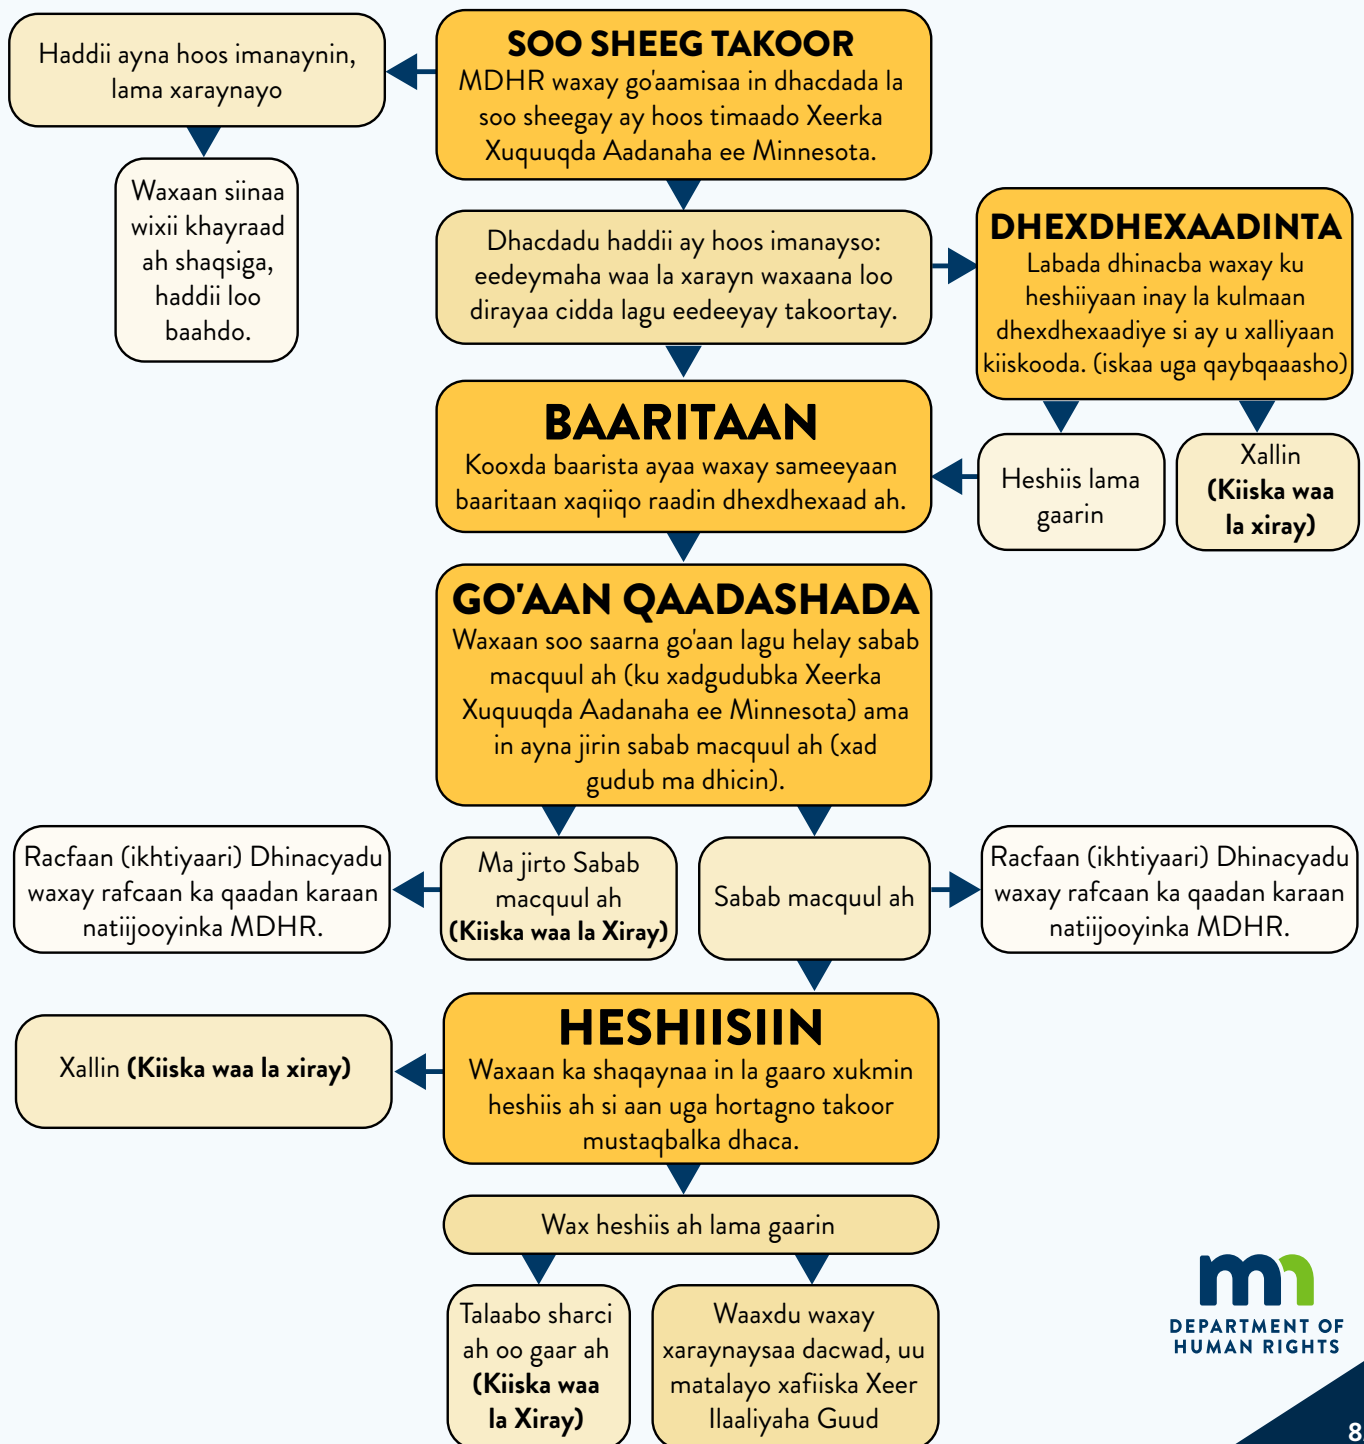 Haddii ayna hoos imanaynin,
lama xaraynayo
SOO SHEEG TAKOOR
MDHR waxay go'aamisaa in dhacdada la
soo sheegay ay hoos timaado Xeerka
Xuquuqda Aadanaha ee Minnesota.
Waxaan siinaa
wixii khayraad
ah shaqsiga,
haddii loo
baahdo.
Dhacdadu haddii ay hoos imanayso:
eedeymaha waa la xarayn waxaana loo
dirayaa cidda lagu eedeeyay takoortay.
DHEXDHEXAADINTA
Labada dhinacba waxay ku
heshiiyaan inay la kulmaan
dhexdhexaadiye si ay u xalliyaan
kiiskooda. (iskaa uga qaybqaaasho)
BAARITAAN
Kooxda baarista ayaa waxay sameeyaan
baaritaan xaqiiqo raadin dhexdhexaad ah.
Heshiis lama
gaarin
Xallin
(Kiiska waa
la xiray)
GO'AAN QAADASHADA
Waxaan soo saarna go'aan lagu helay sabab
macquul ah (ku xadgudubka Xeerka
Xuquuqda Aadanaha ee Minnesota) ama
in ayna jirin sabab macquul ah (xad
gudub ma dhicin).
Racfaan (ikhtiyaari) Dhinacyadu
waxay rafcaan ka qaadan karaan
natiijooyinka MDHR.
Ma jirto Sabab
macquul ah
(Kiiska waa la Xiray)
Sabab macquul ah
Racfaan (ikhtiyaari) Dhinacyadu
waxay rafcaan ka qaadan karaan
natiijooyinka MDHR.
Xallin (Kiiska waa la xiray)
HESHIISIIN
Waxaan ka shaqaynaa in la gaaro xukmin
heshiis ah si aan uga hortagno takoor
mustaqbalka dhaca.
Wax heshiis ah lama gaarin
Talaabo sharci
ah oo gaar ah
(Kiiska waa
la Xiray)
Waaxdu waxay
xaraynaysaa dacwad, uu
matalayo xafiiska Xeer
Ilaaliyaha Guud
mn
DEPARTMENT OF
HUMAN RIGHTS
8